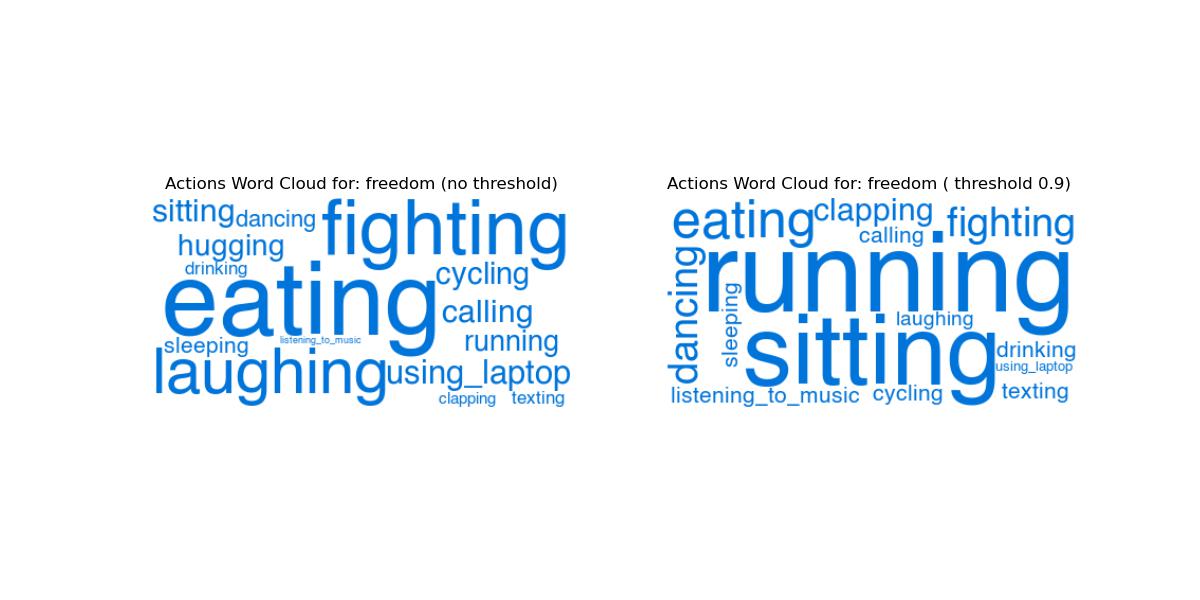 Actions Word Cloud for: freedom (no threshold)
sitting dancing fighting
hugging
drinking cycling
eating
calling
sleeping listening_to_music running
laughing using_laptop
clapping texting
Actions Word Cloud for: freedom ( threshold 0.9)
eating clapping fighting
calling
dancing running
sleeping laughing
sitting drinking
using_laptop
listening_to_music cycling texting